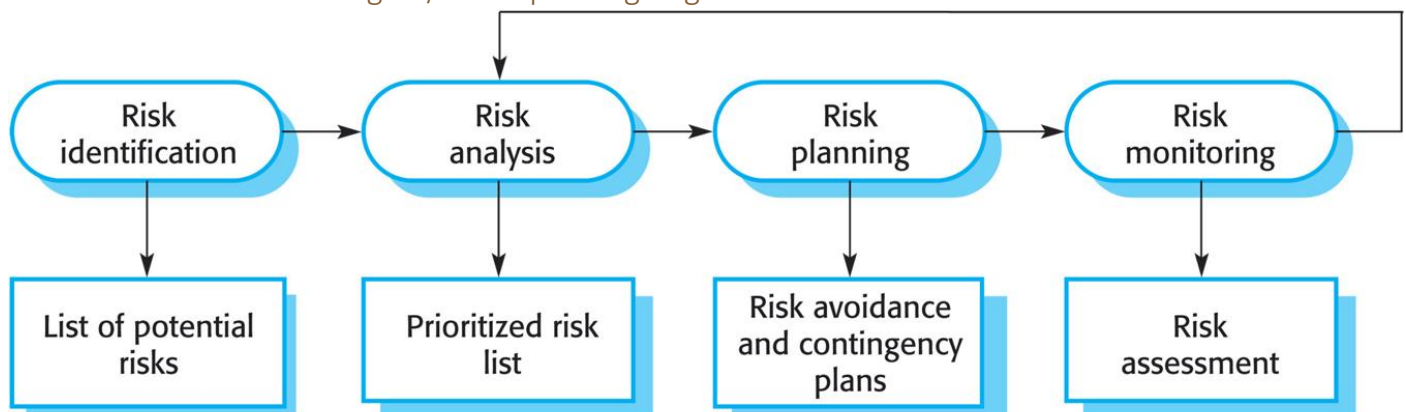 Risk
identification
Risk
analysis
Risk
planning
Risk
monitoring
List of potential
risks
Prioritized risk
list
Risk avoidance
and contingency
plans
Risk
assessment